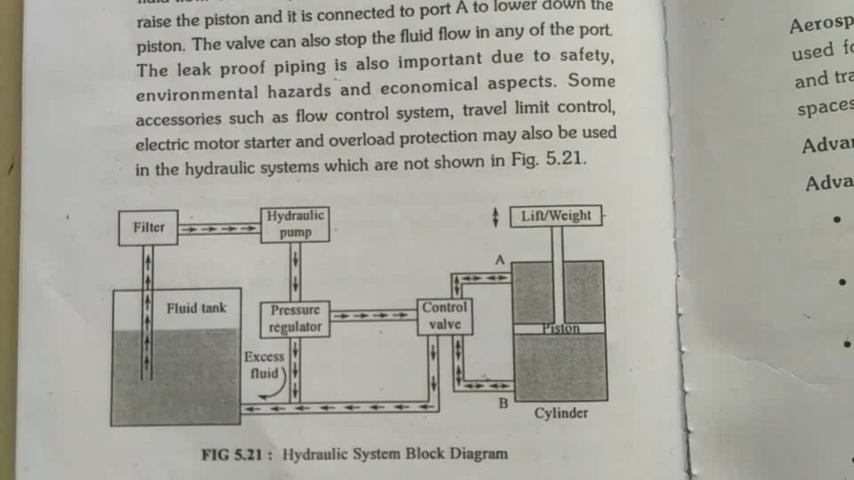 raise the piston and it is connected to port A to lower down the
piston. The valve can also stop the fluid flow in any of the port.
The leak proof piping is also important due to safety,
environmental hazards and economical aspects. Some
accessories such as flow control system, travel limit control,
electric motor starter and overload protection may also be used
in the hydraulic systems which are not shown in Fig. 5.21.
Filter
Hydraulic
pump
Lift/Weight
A
Fluid tank
Pressure
regulator
Control
valve
Piston
Excess
fluid
B
Cylinder
FIG 5.21 : Hydraulic System Block Diagram
Aerosp
used fo
and tra
spaces
Advan
Adva